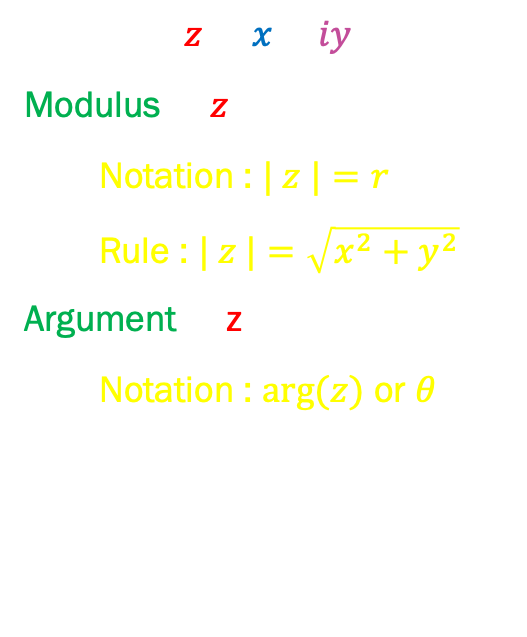 z x iy
Modulus z
Notation : | z | = r
Rule : | z | = √(x² + y²)
Argument z
Notation : arg(z) or θ